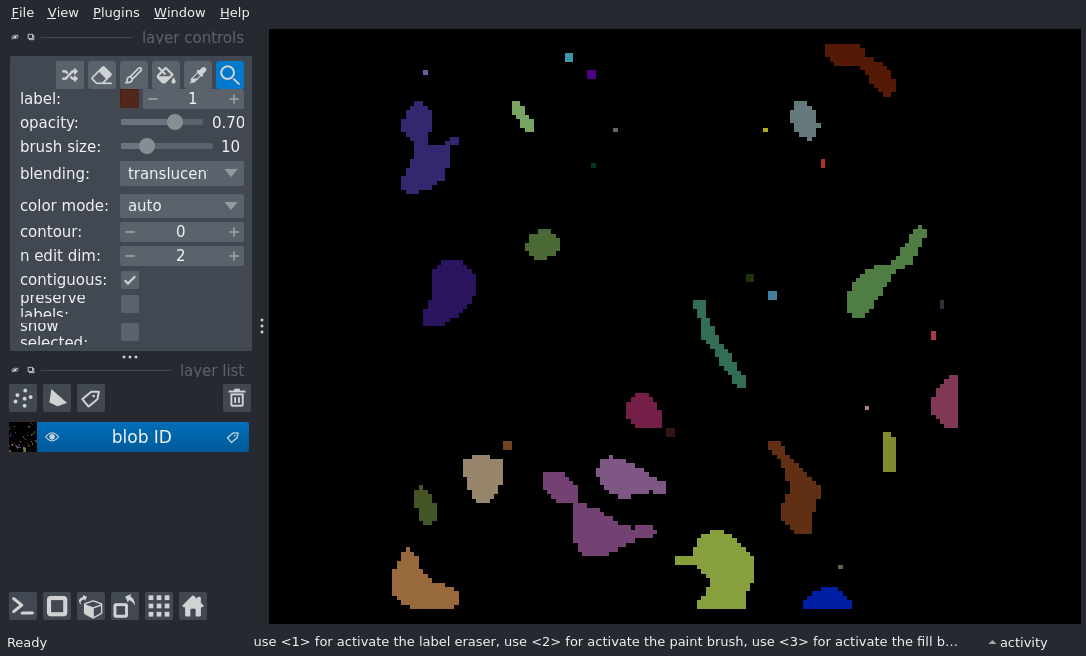 File View Plugins Window Help
layer controls
label: 1
opacity: 0.70
brush size: 10
blending: translucen
color mode: auto
contour: 0
n edit dim: 2
contiguous:
preserve
labels:
show
selected:
layer list
blob ID
Ready
use <1> for activate the label eraser, use <2> for activate the paint brush, use <3> for activate the fill b...
activity